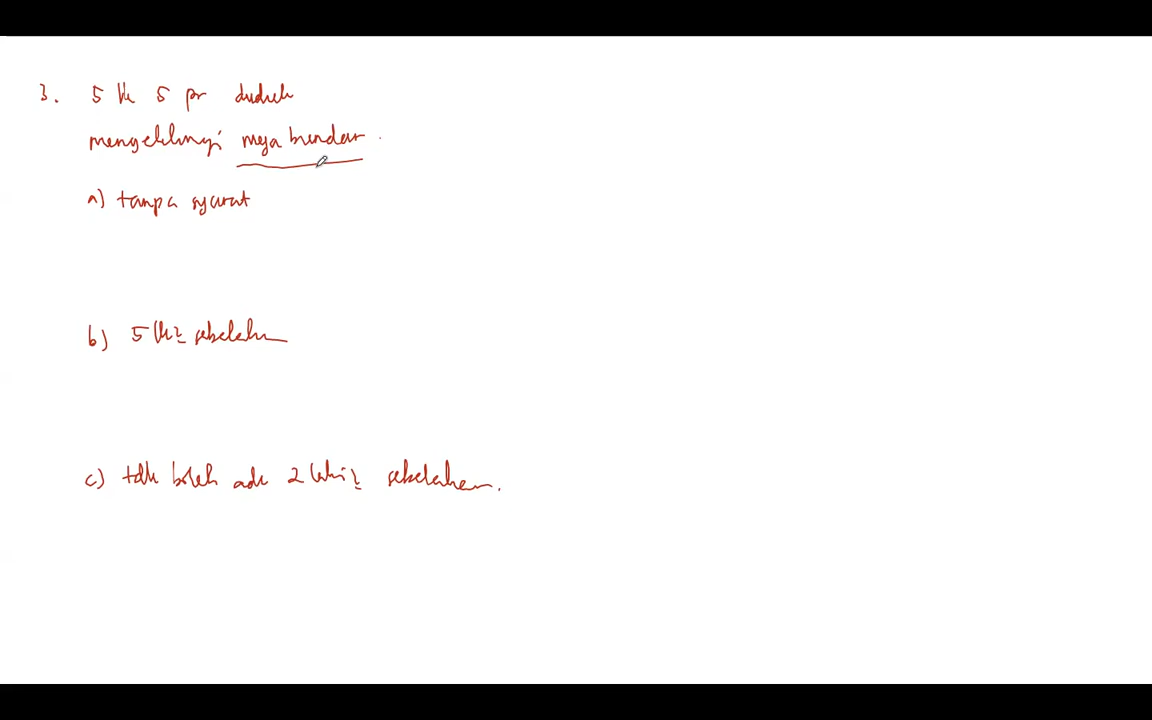 3. 5 lk 5 pr duduk
mengelilingi meja bundar.
a) tanpa syarat
b) 5 lk2 sebelahan
c) tdk boleh ada 2 laki2 sebelahan.